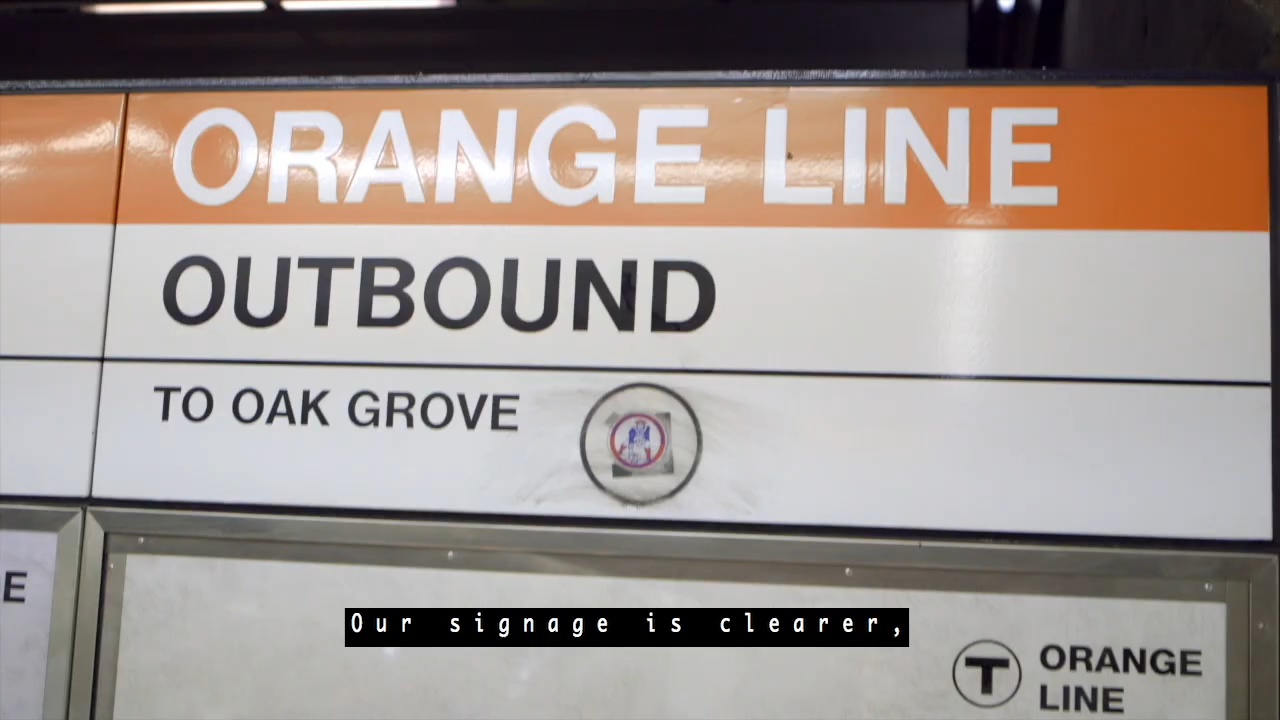 ORANGE LINE
OUTBOUND
TO OAK GROVE
E
Our signage is clearer,
T ORANGE
LINE